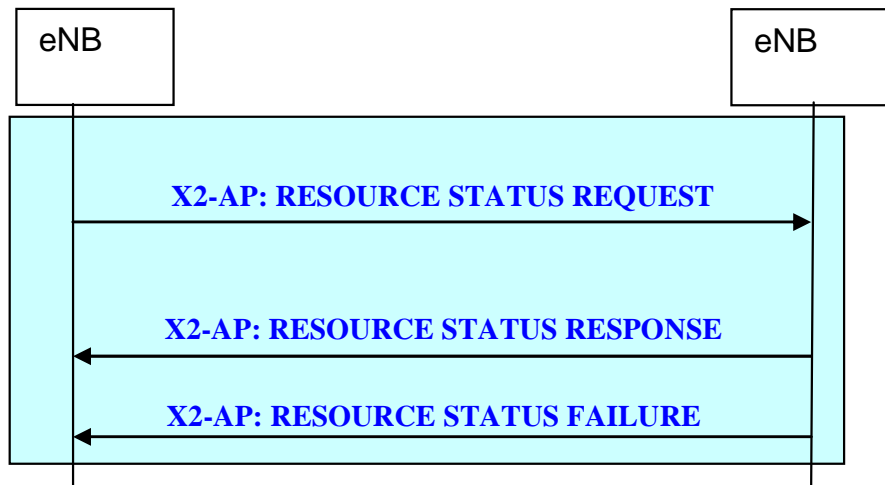 eNB
eNB
X2-AP: RESOURCE STATUS REQUEST
X2-AP: RESOURCE STATUS RESPONSE
X2-AP: RESOURCE STATUS FAILURE